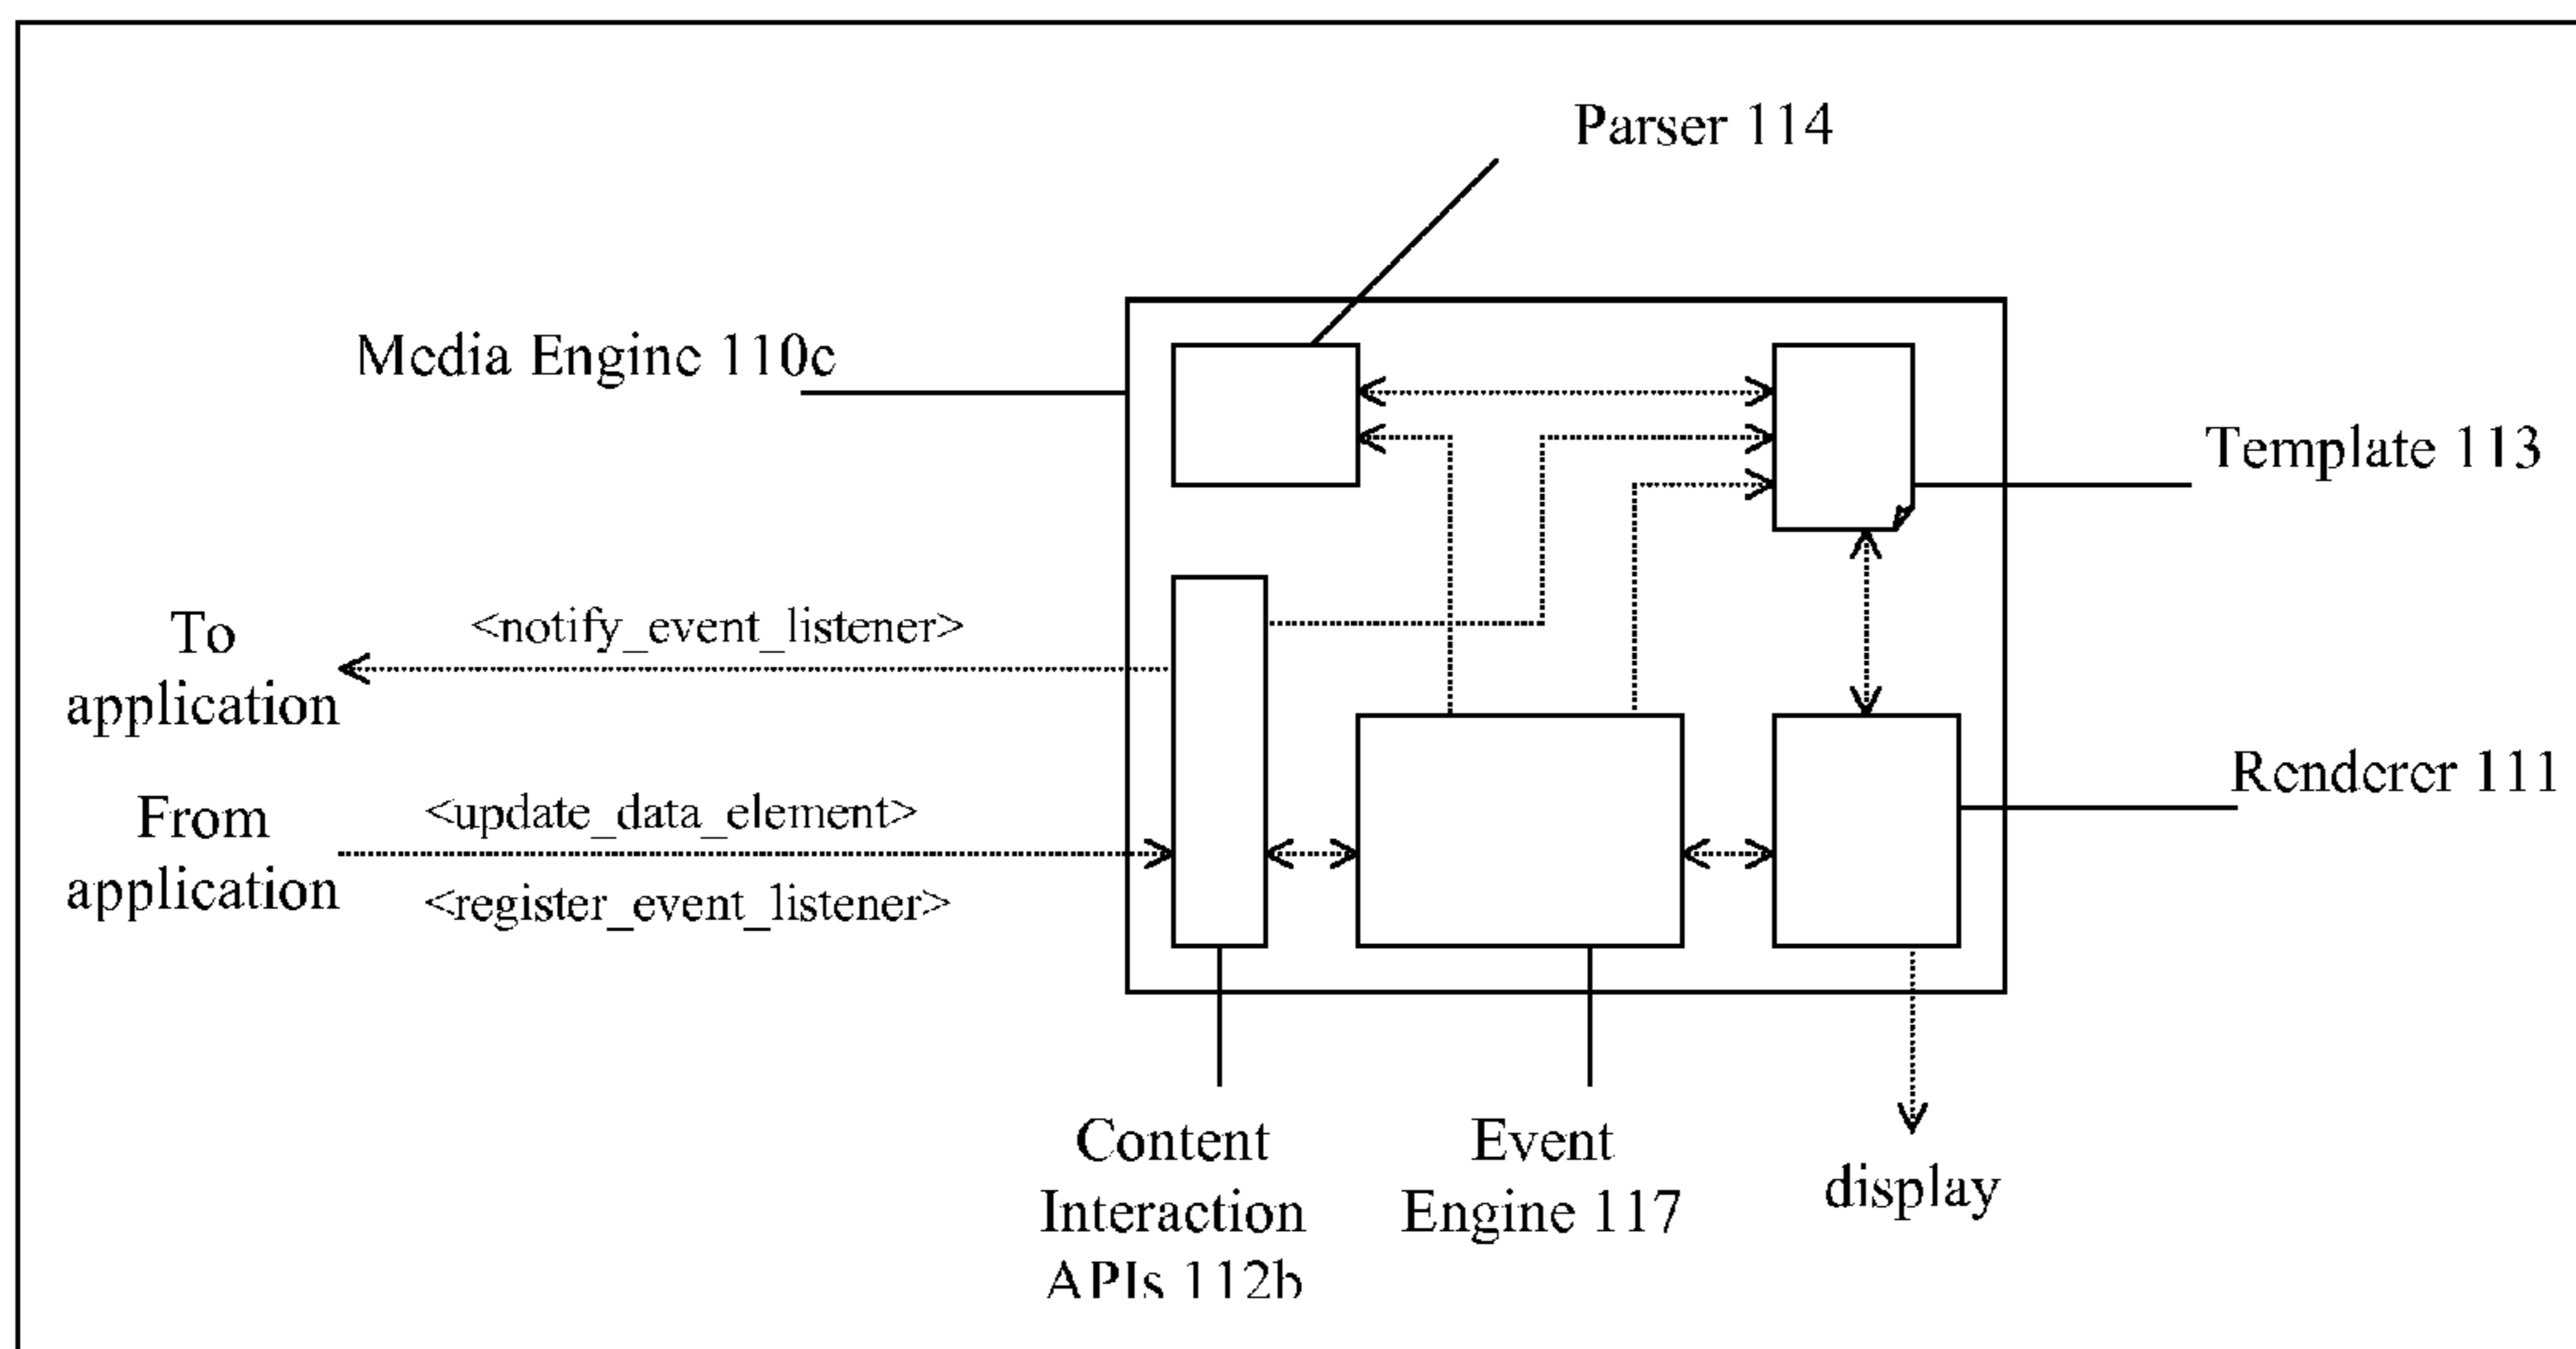 Parser 114
Media Engine 110c
Template 113
To
application
<notify_event_listener>
From
application
<update_data_element>
<register_event_listener>
Renderer 111
Content
Interaction
APIs 112b
Event
Engine 117
display